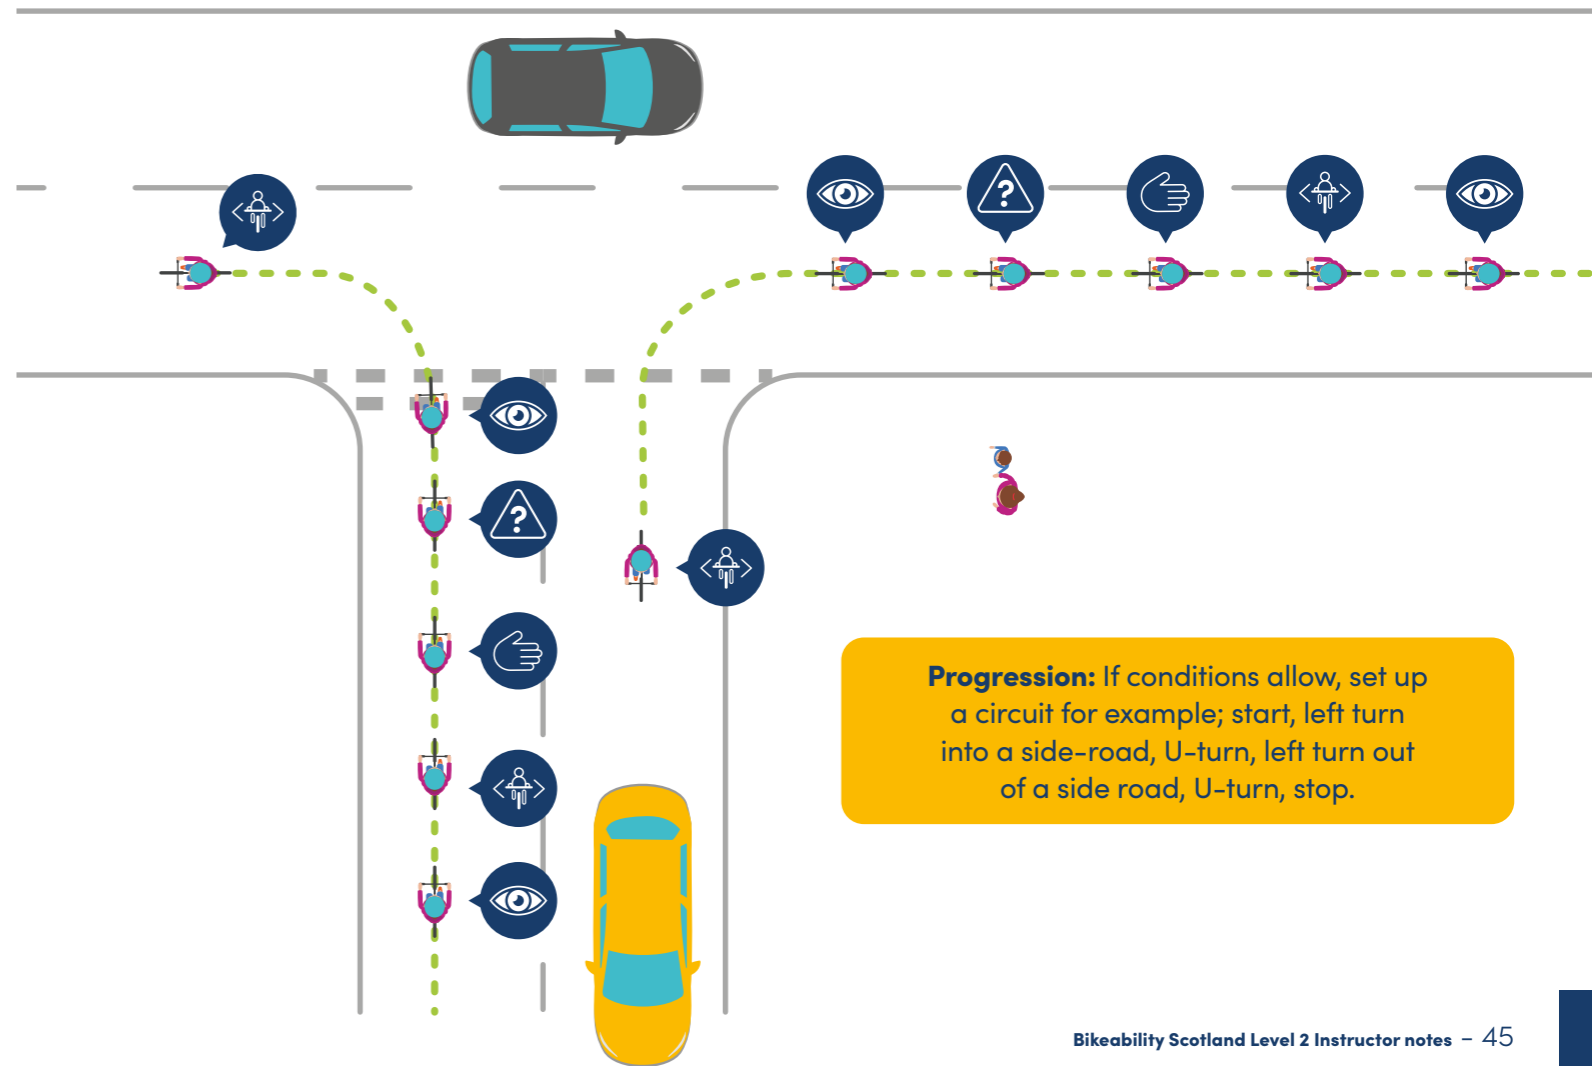 ?
?
Progression: If conditions allow, set up
a circuit for example; start, left turn
into a side-road, U-turn, left turn out
of a side road, U-turn, stop.
Bikeability Scotland Level 2 Instructor notes – 45